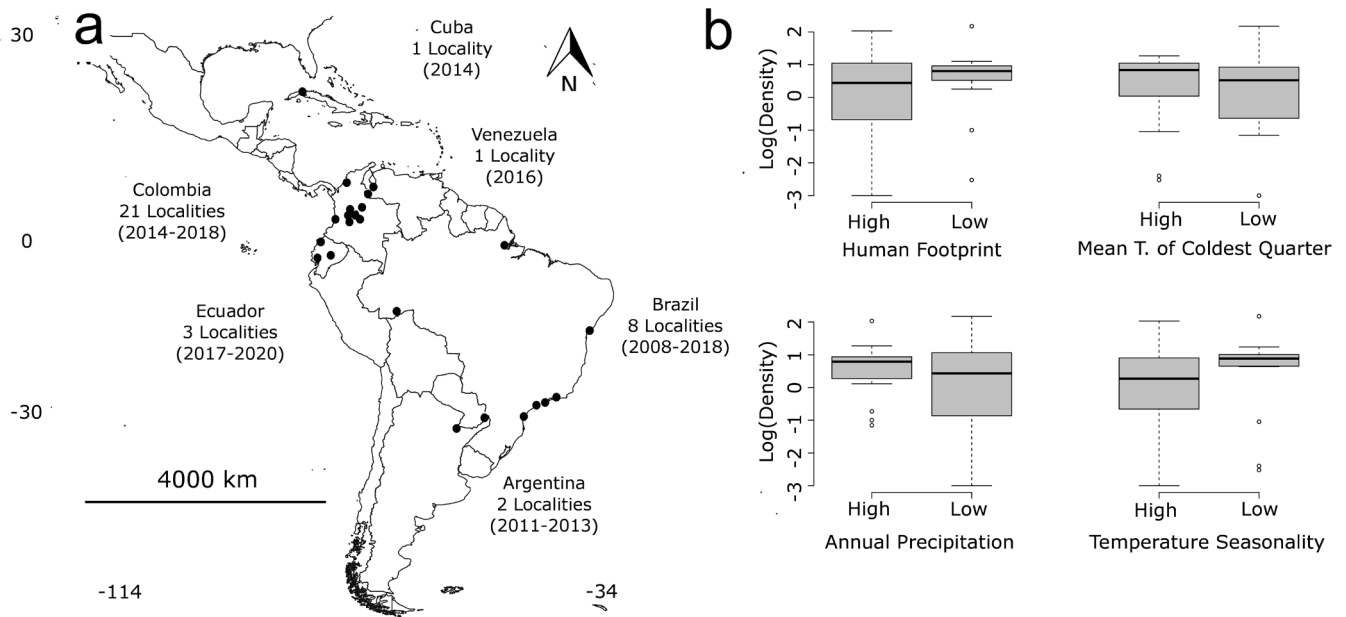 a
30
0
-30
-114
-34
Cuba
1 Locality
(2014)
N
Venezuela
1 Locality
(2016)
Colombia
21 Localities
(2014-2018)
Ecuador
3 Localities
(2017-2020)
Brazil
8 Localities
(2008-2018)
Argentina
2 Localities
(2011-2013)
4000 km
b
Log(Density)
2
1
0
-1
-2
-3
High Low
Human Footprint
High Low
Mean T. of Coldest Quarter
Log(Density)
2
1
0
-1
-2
-3
High Low
Annual Precipitation
High Low
Temperature Seasonality